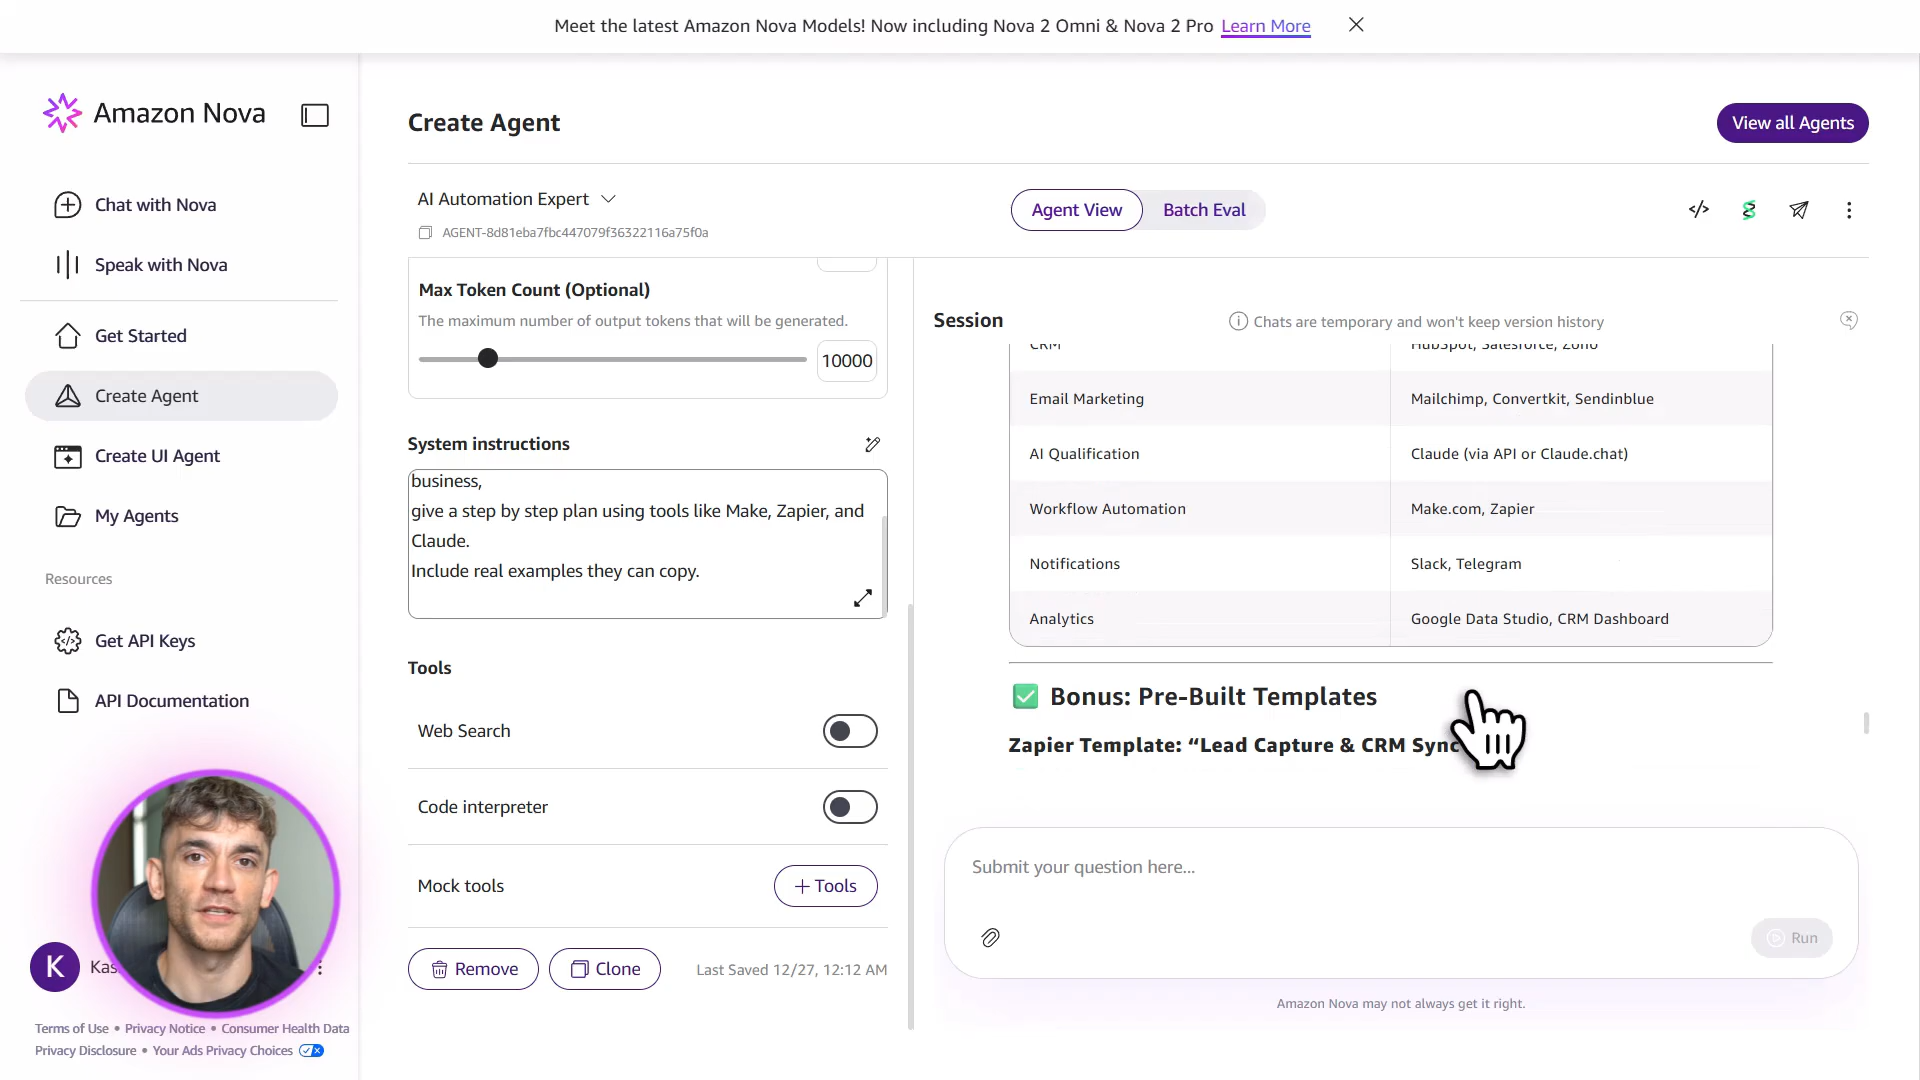 Meet the latest Amazon Nova Models! Now including Nova 2 Omni & Nova 2 Pro Learn More
Amazon Nova
Chat with Nova
Speak with Nova
Get Started
Create Agent
Create UI Agent
My Agents
Resources
Get API Keys
API Documentation
K
Kas
Terms of Use • Privacy Notice • Consumer Health Data
Privacy Disclosure • Your Ads Privacy Choices
Create Agent
View all Agents
AI Automation Expert
AGENT-8d81eba7fbc447079f36322116a75f0a
Agent View
Batch Eval
Max Token Count (Optional)
The maximum number of output tokens that will be generated.
10000
System instructions
business,
give a step by step plan using tools like Make, Zapier, and
Claude.
Include real examples they can copy.
Tools
Web Search
Code interpreter
Mock tools
+ Tools
Remove
Clone
Last Saved 12/27, 12:12 AM
Session
Chats are temporary and won't keep version history
CRM HubSpot, Salesforce, Zoho
Email Marketing Mailchimp, Convertkit, Sendinblue
AI Qualification Claude (via API or Claude.chat)
Workflow Automation Make.com, Zapier
Notifications Slack, Telegram
Analytics Google Data Studio, CRM Dashboard
✅ Bonus: Pre-Built Templates
Zapier Template: “Lead Capture & CRM Sync
Submit your question here...
Run
Amazon Nova may not always get it right.